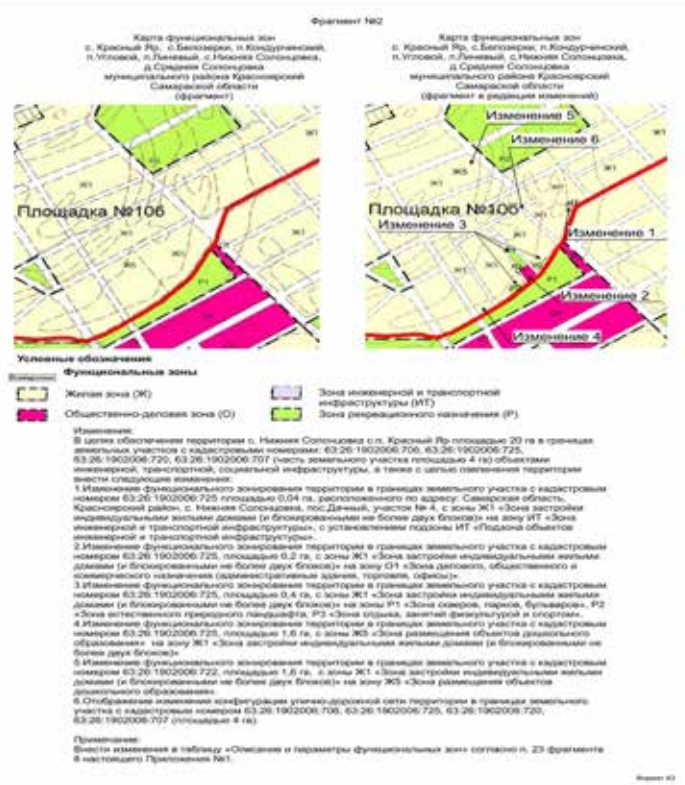 Фрагмент №2
Карта функциональных зон
с. Красный Яр, с.Белозерки, п.Кондурчинский,
п.Угловой, п.Линевый, с.Нижняя Солонцовка,
д.Средняя Солонцовка
муниципального района Красноярский
Самарской области
(фрагмент)
Карта функциональных зон
с. Красный Яр, с.Белозерки, п.Кондурчинский,
п.Угловой, п.Линевый, с.Нижняя Солонцовка,
д.Средняя Солонцовка
муниципального района Красноярский
Самарской области
(фрагмент в редакции изменений)
Площадка №106
Ж1
Ж1
Ж5
Р1
Изменение 5
Изменение 6
Ж5
Ж1
Площадка №106
Изменение 3
Изменение 1
Р1
Изменение 2
Изменение 4
Условные обозначения
Функциональные зоны
Жилая зона (Ж)
Общественно-деловая зона (О)
Зона инженерной и транспортной
инфраструктуры (ИТ)
Зона рекреационного назначения (Р)
Изменения:
В целях обеспечения территории с. Нижняя Солонцовка с.п. Красный Яр площадью 20 га в границах
земельных участков с кадастровыми номерами: 63:26:1902006:706, 63:26:1902006:725,
63:26:1902006:720, 63:26:1902006:707 (часть земельного участка площадью 4 га) объектами
инженерной, транспортной, социальной инфраструктуры, а также с целью озеленения территории
внести следующие изменения:
1.Изменение функционального зонирования территории в границах земельного участка с кадастровым
номером 63:26:1902006:725 площадью 0,04 га, расположенного по адресу: Самарская область,
Красноярский район, с. Нижняя Солонцовка, пос.Дачный, участок № 4, с зоны Ж1 «Зона застройки
индивидуальными жилыми домами (и блокированными не более двух блоков)» на зону ИТ «Зона
инженерной и транспортной инфраструктуры», с установлением подзоны ИТ «Подзона объектов
инженерной и транспортной инфраструктуры».
2.Изменение функционального зонирования территории в границах земельного участка с кадастровым
номером 63:26:1902006:725, площадью 0,2 га, с зоны Ж1 «Зона застройки индивидуальными жилыми
домами (и блокированными не более двух блоков)» на зону О1 «Зона делового, общественного и
коммерческого назначения (административные здания, торговля, офисы)».
3.Изменение функционального зонирования территории в границах земельного участка с кадастровым
номером 63:26:1902006:725, площадью 0,4 га, с зоны Ж1 «Зона застройки индивидуальными жилыми
домами (и блокированными не более двух блоков)» на зоны Р1 «Зона скверов, парков, бульваров», Р2
«Зона естественного природного ландшафта, Р3 «Зона отдыха, занятий физкультурой и спортом».
4.Изменение функционального зонирования территории в границах земельного участка с кадастровым
номером 63:26:1902006:725, площадью 1,6 га, с зоны Ж5 «Зона размещения объектов дошкольного
образования» на зону Ж1 «Зона застройки индивидуальными жилыми домами (и блокированными не
более двух блоков)»
5.Изменение функционального зонирования территории в границах земельного участка с кадастровым
номером 63:26:1902006:722, площадью 1,6 га, с зоны Ж1 «Зона застройки индивидуальными жилыми
домами (и блокированными не более двух блоков)» на зону Ж5 «Зона размещения объектов
дошкольного образования».
6.Отображение изменение конфигурации улично-дорожной сети территории в границах земельного
участка с кадастровым номером 63:26:1902006:706, 63:26:1902006:725, 63:26:1902006:720,
63:26:1902006:707 (площадью 4 га).
Примечание:
Внести изменения в таблицу «Описание и параметры функциональных зон» согласно п. 23 фрагмента
8 настоящего Приложения №1.
Формат А3